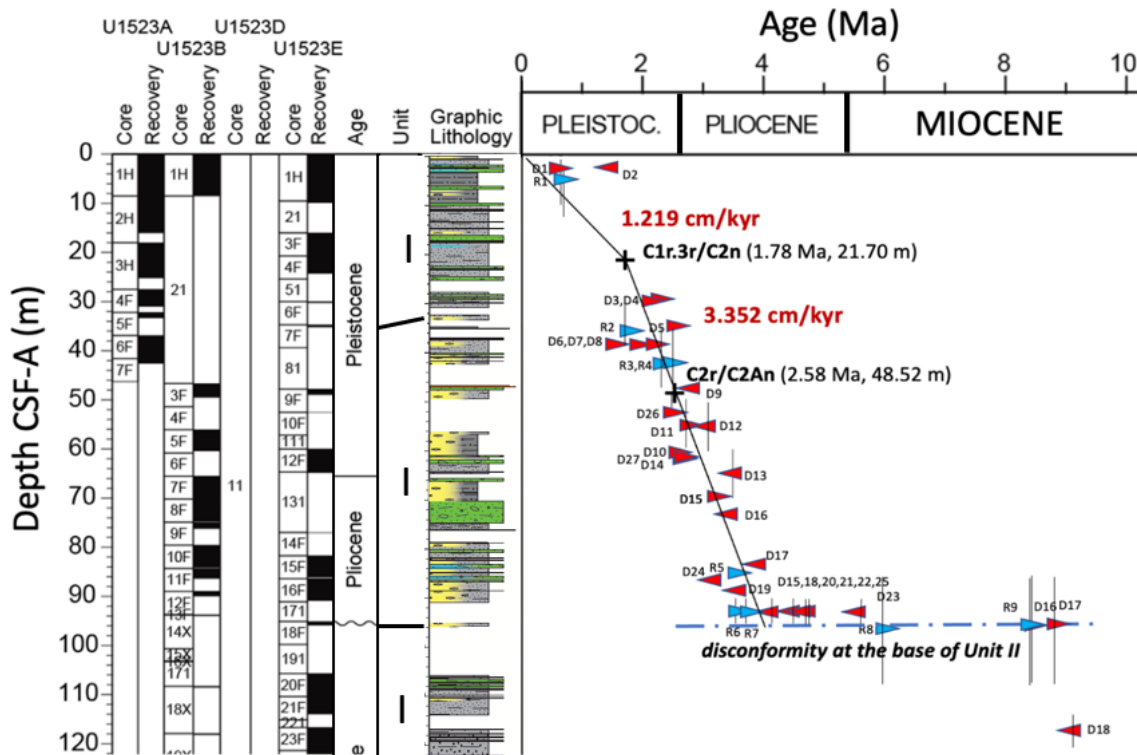 U1523A
U1523B
U1523D
U1523E
Core
Recovery
Core
Recovery
Core
Recovery
Core
Recovery
Age
Unit
Graphic
Lithology
Age (Ma)
0
2
4
6
8
10
PLEISTOC.
PLIOCENE
MIOCENE
Depth CSF-A (m)
0
10
20
30
40
50
60
70
80
90
100
110
120
1H
2H
3H
4F
5F
6F
7F
1H
21
3F
4F
5F
6F
7F
8F
9F
10F
11F
12F
13F
14X
15X
16X
171
18X
11
1H
21
3F
4F
51
6F
7F
81
9F
10F
111
12F
131
14F
15F
16F
171
18F
191
20F
21F
221
23F
Pleistocene
Pliocene
e
I
I
I
D1
D2
R1
1.219 cm/kyr
C1r.3r/C2n (1.78 Ma, 21.70 m)
D3,D4
3.352 cm/kyr
R2
D5
D6,D7,D8
R3,R4
C2r/C2An (2.58 Ma, 48.52 m)
D9
D26
D11
D12
D10
D27
D14
D13
D15
D16
D17
R5
D24
D19
D15,18,20,21,22,25
D23
R6
R7
R8
R9
D16
D17
disconformity at the base of Unit II
D18